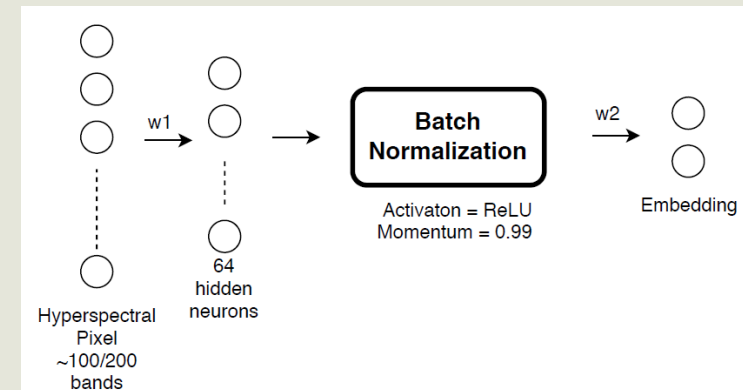 w1
64
hidden
neurons
Hyperspectral
Pixel
~100/200
bands
Batch
Normalization
Activaton = ReLU
Momentum = 0.99
w2
Embedding